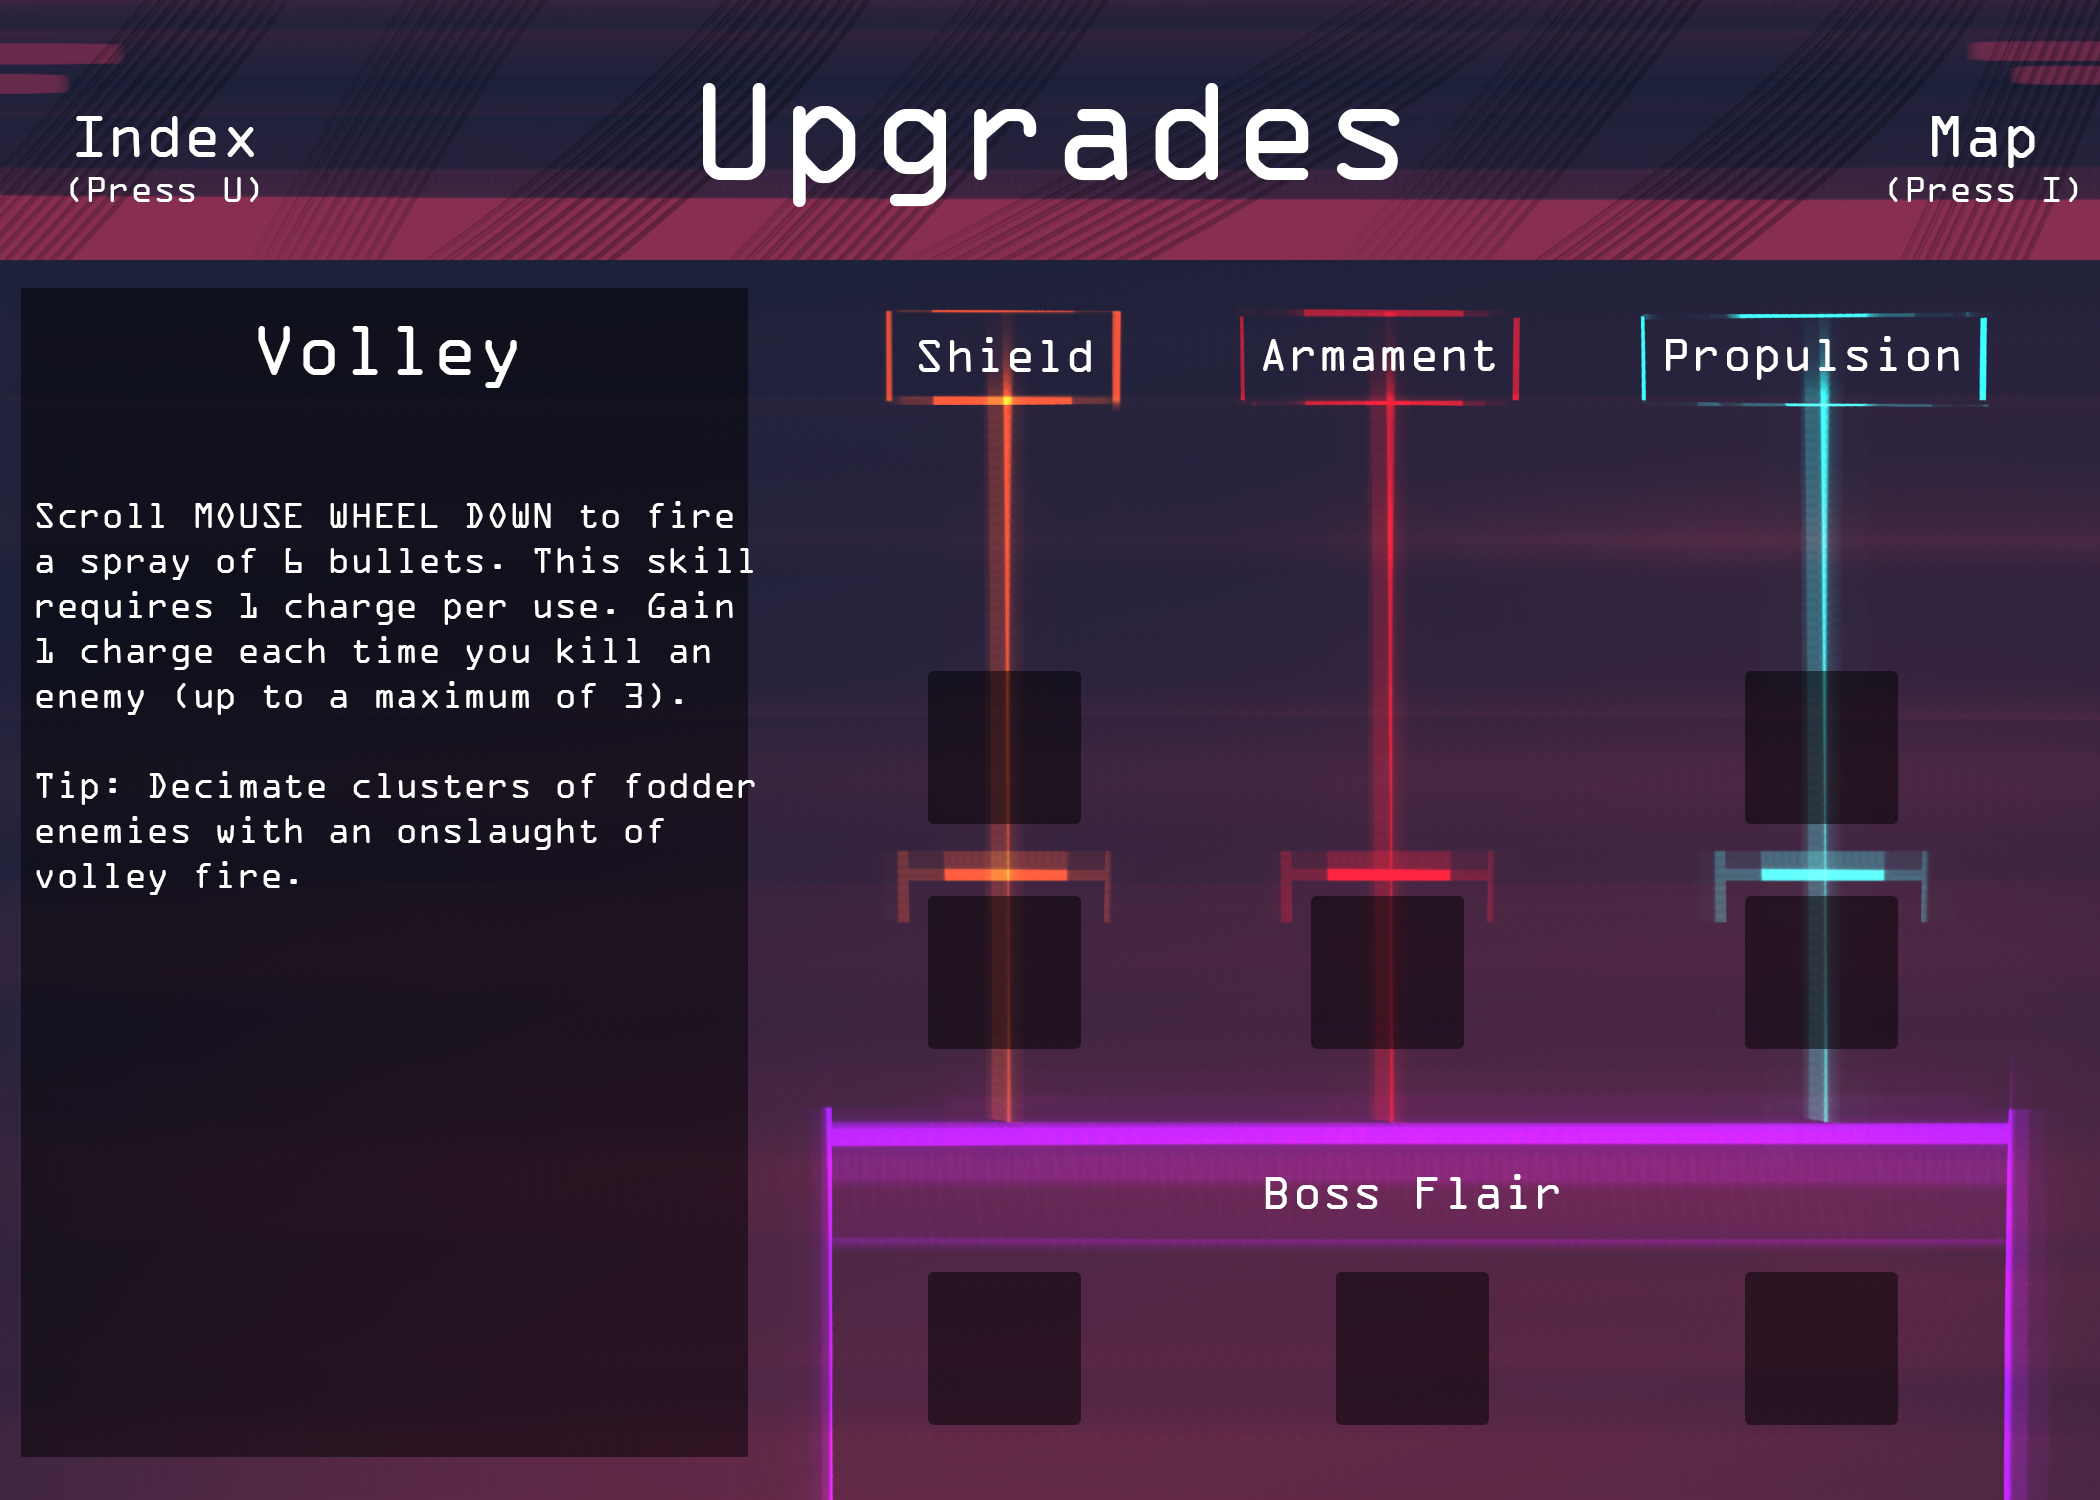 Upgrades
Index
(Press U)
Map
(Press I)
Volley
Scroll MOUSE WHEEL DOWN to fire
a spray of 6 bullets. This skill
requires 1 charge per use. Gain
1 charge each time you kill an
enemy (up to a maximum of 3).
Tip: Decimate clusters of fodder
enemies with an onslaught of
volley fire.
Shield
Armament
Propulsion
Boss Flair